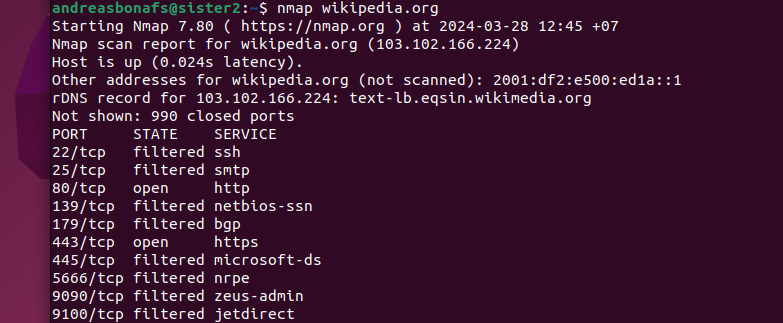 andreasbonafs@sister2:~$ nmap wikipedia.org
Starting Nmap 7.80 ( https://nmap.org ) at 2024-03-28 12:45 +07
Nmap scan report for wikipedia.org (103.102.166.224)
Host is up (0.024s latency).
Other addresses for wikipedia.org (not scanned): 2001:df2:e500:ed1a::1
rDNS record for 103.102.166.224: text-lb.eqsin.wikimedia.org
Not shown: 990 closed ports
PORT     STATE    SERVICE
22/tcp   filtered ssh
25/tcp   filtered smtp
80/tcp   open     http
139/tcp  filtered netbios-ssn
179/tcp  filtered bgp
443/tcp  open     https
445/tcp  filtered microsoft-ds
5666/tcp filtered nrpe
9090/tcp filtered zeus-admin
9100/tcp filtered jetdirect